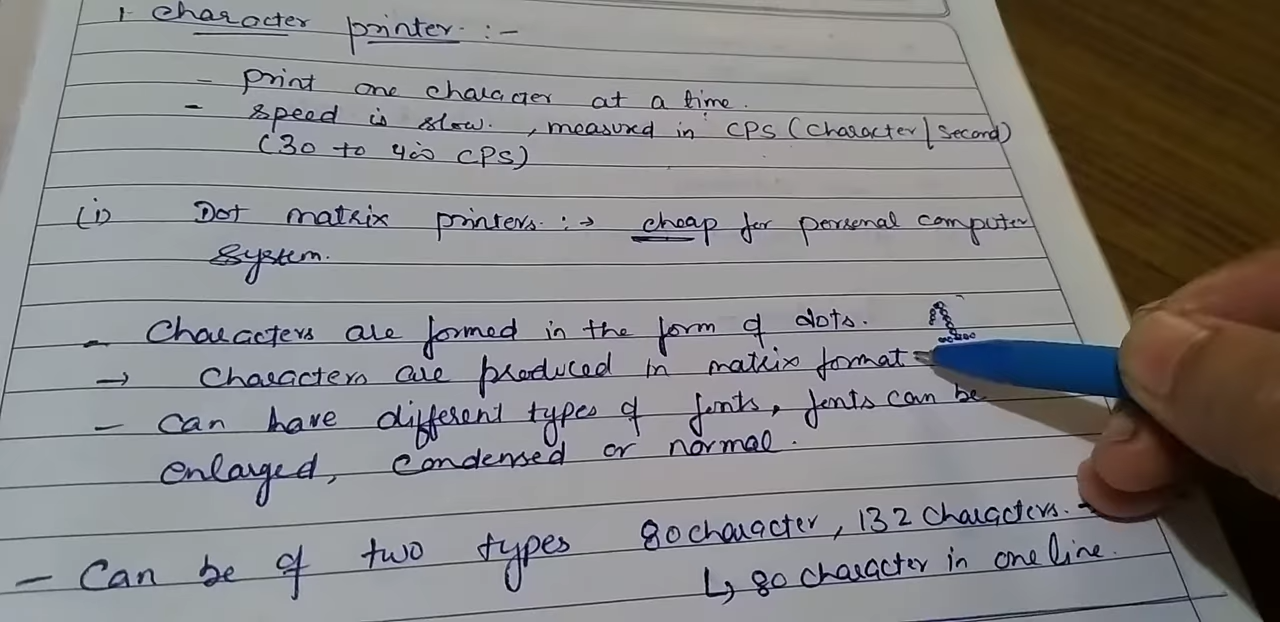 1. Character printer :-
- print one character at a time.
- speed is slow. , measured in CPS (Character/second)
(30 to 400 CPS)
(i) Dot matrix printers :→ cheap for personal computer
system.
- Characters are formed in the form of dots.
→ Characters are produced in matrix format
- Can have different types of fonts, fonts can be
enlarged, condensed or normal.
- Can be of two types 80 character, 132 characters. →
↳ 80 character in one line.